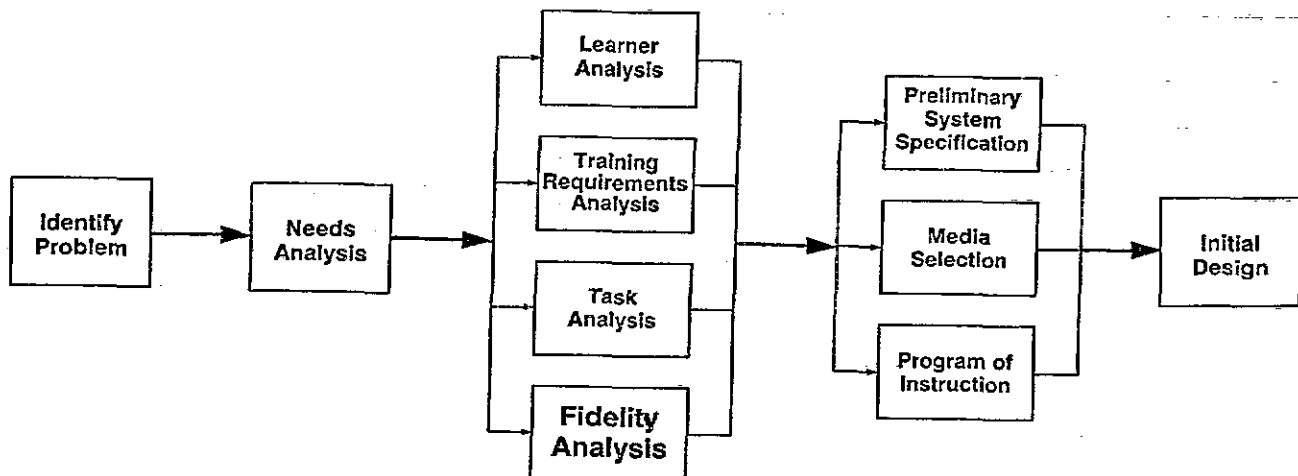 Identify
Problem
Needs
Analysis
Learner
Analysis
Training
Requirements
Analysis
Task
Analysis
Fidelity
Analysis
Preliminary
System
Specification
Media
Selection
Program of
Instruction
Initial
Design